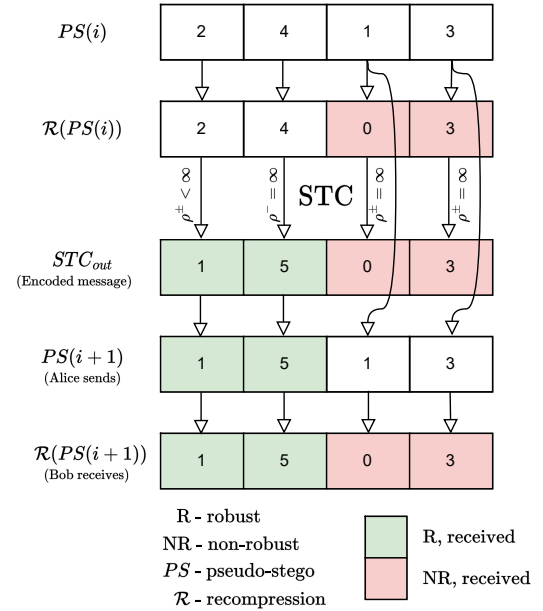 PS(i) 2 4 1 3
R(PS(i)) 2 4 0 3
ρ± < ∞ ρ⁻ = ∞ STC ρ± = ∞ ρ± = ∞
STC_out 1 5 0 3
(Encoded message)
PS(i + 1) 1 5 1 3
(Alice sends)
R(PS(i + 1)) 1 5 0 3
(Bob receives)
R - robust
NR - non-robust
PS - pseudo-stego
R - recompression
R, received
NR, received